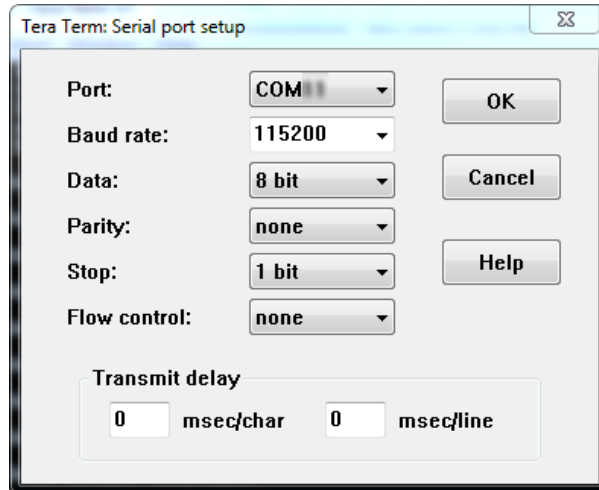 Tera Term: Serial port setup
Port: COM
OK
Baud rate: 115200
Data: 8 bit
Cancel
Parity: none
Stop: 1 bit
Help
Flow control: none
Transmit delay
0 msec/char 0 msec/line